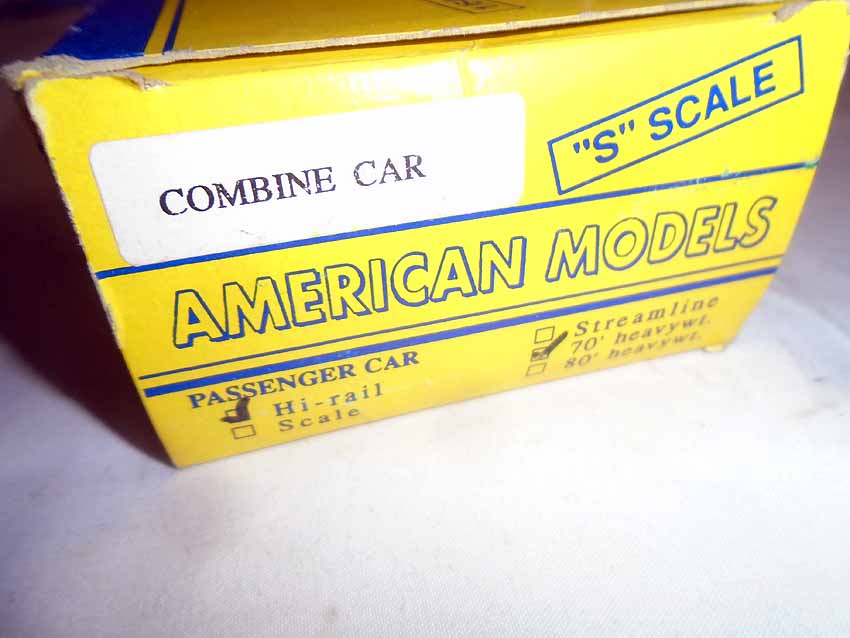 COMBINE CAR
"S" SCALE
AMERICAN MODELS
PASSENGER CAR
Hi-rail
Scale
Streamline
70' heavywt.
80' heavywt.